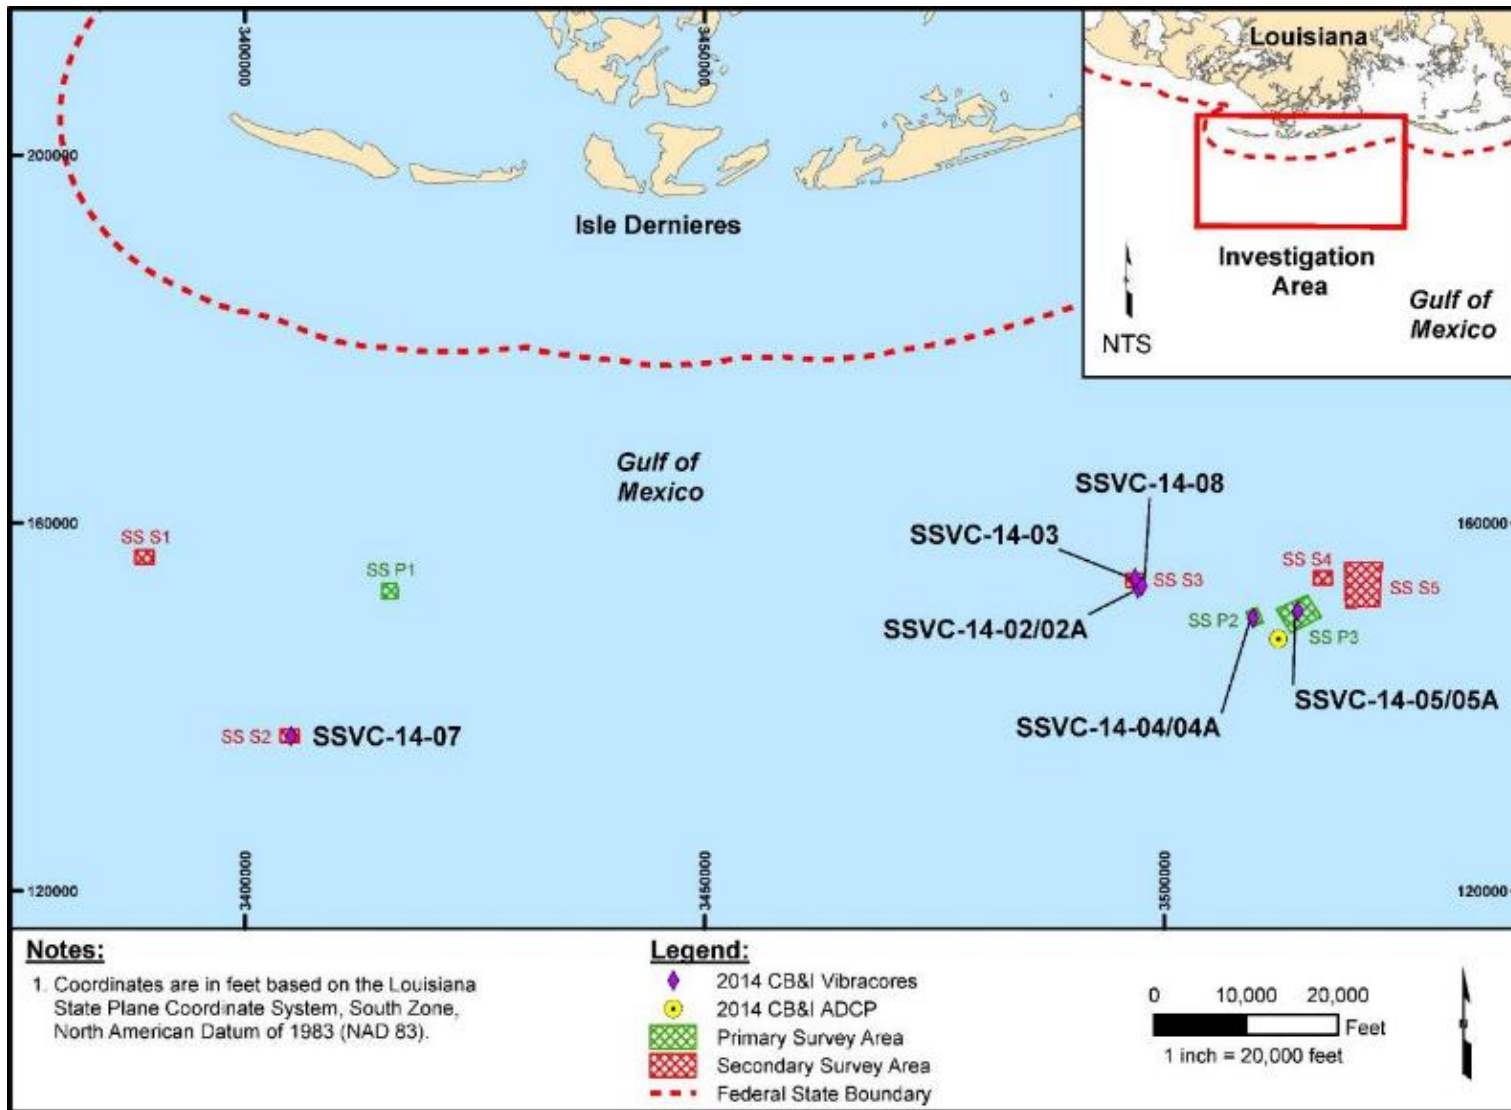 3400000
3450000
Louisiana
200000
Isle Dernieres
Investigation
Area
Gulf of
Mexico
NTS
Gulf of
Mexico
SSVC-14-08
160000
160000
SS S1
SSVC-14-03
SS P1
SS S3
SS S4
SS S5
SSVC-14-02/02A
SS P2
SS P3
SSVC-14-05/05A
SSVC-14-04/04A
SS S2
SSVC-14-07
3400000
3450000
3500000
120000
120000
Notes:
1. Coordinates are in feet based on the Louisiana
State Plane Coordinate System, South Zone,
North American Datum of 1983 (NAD 83).
Legend:
2014 CB&I Vibracores
2014 CB&I ADCP
Primary Survey Area
Secondary Survey Area
Federal State Boundary
0 10,000 20,000
Feet
1 inch = 20,000 feet